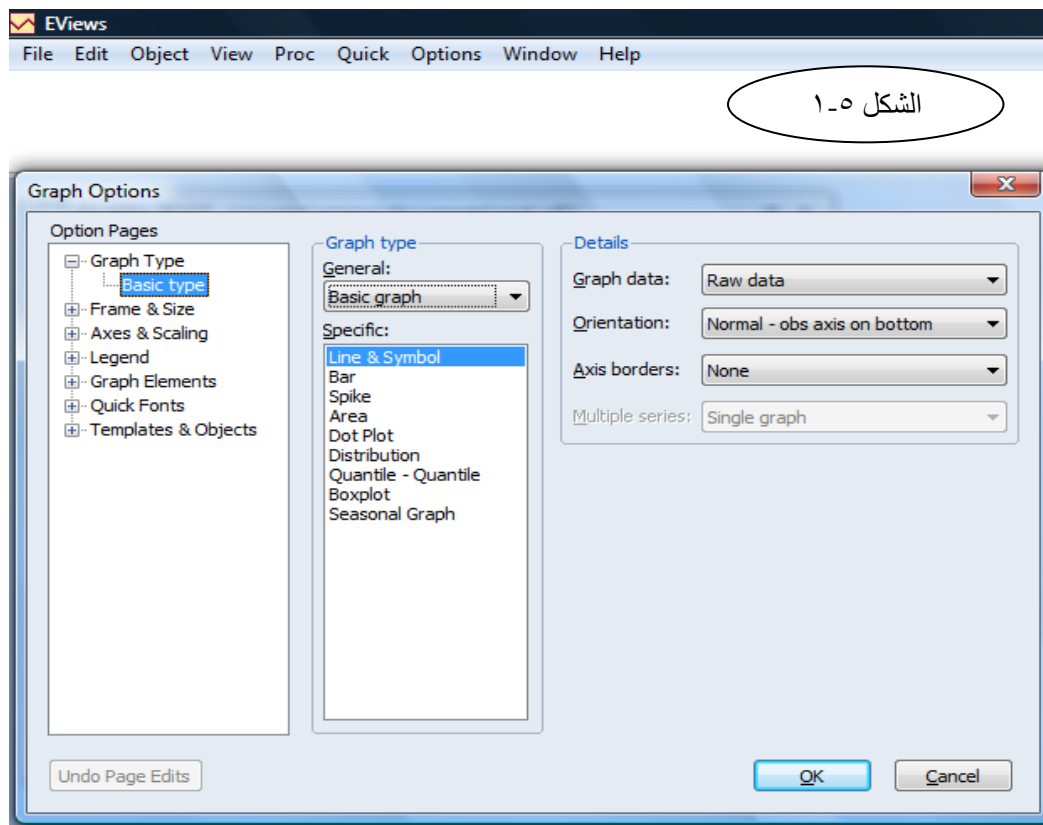 EViews
File Edit Object View Proc Quick Options Window Help
الشكل ٥-١
Graph Options
Option Pages
Graph Type
Basic type
Frame & Size
Axes & Scaling
Legend
Graph Elements
Quick Fonts
Templates & Objects
Graph type
General:
Basic graph
Specific:
Line & Symbol
Bar
Spike
Area
Dot Plot
Distribution
Quantile - Quantile
Boxplot
Seasonal Graph
Details
Graph data: Raw data
Orientation: Normal - obs axis on bottom
Axis borders: None
Multiple series: Single graph
Undo Page Edits
OK
Cancel